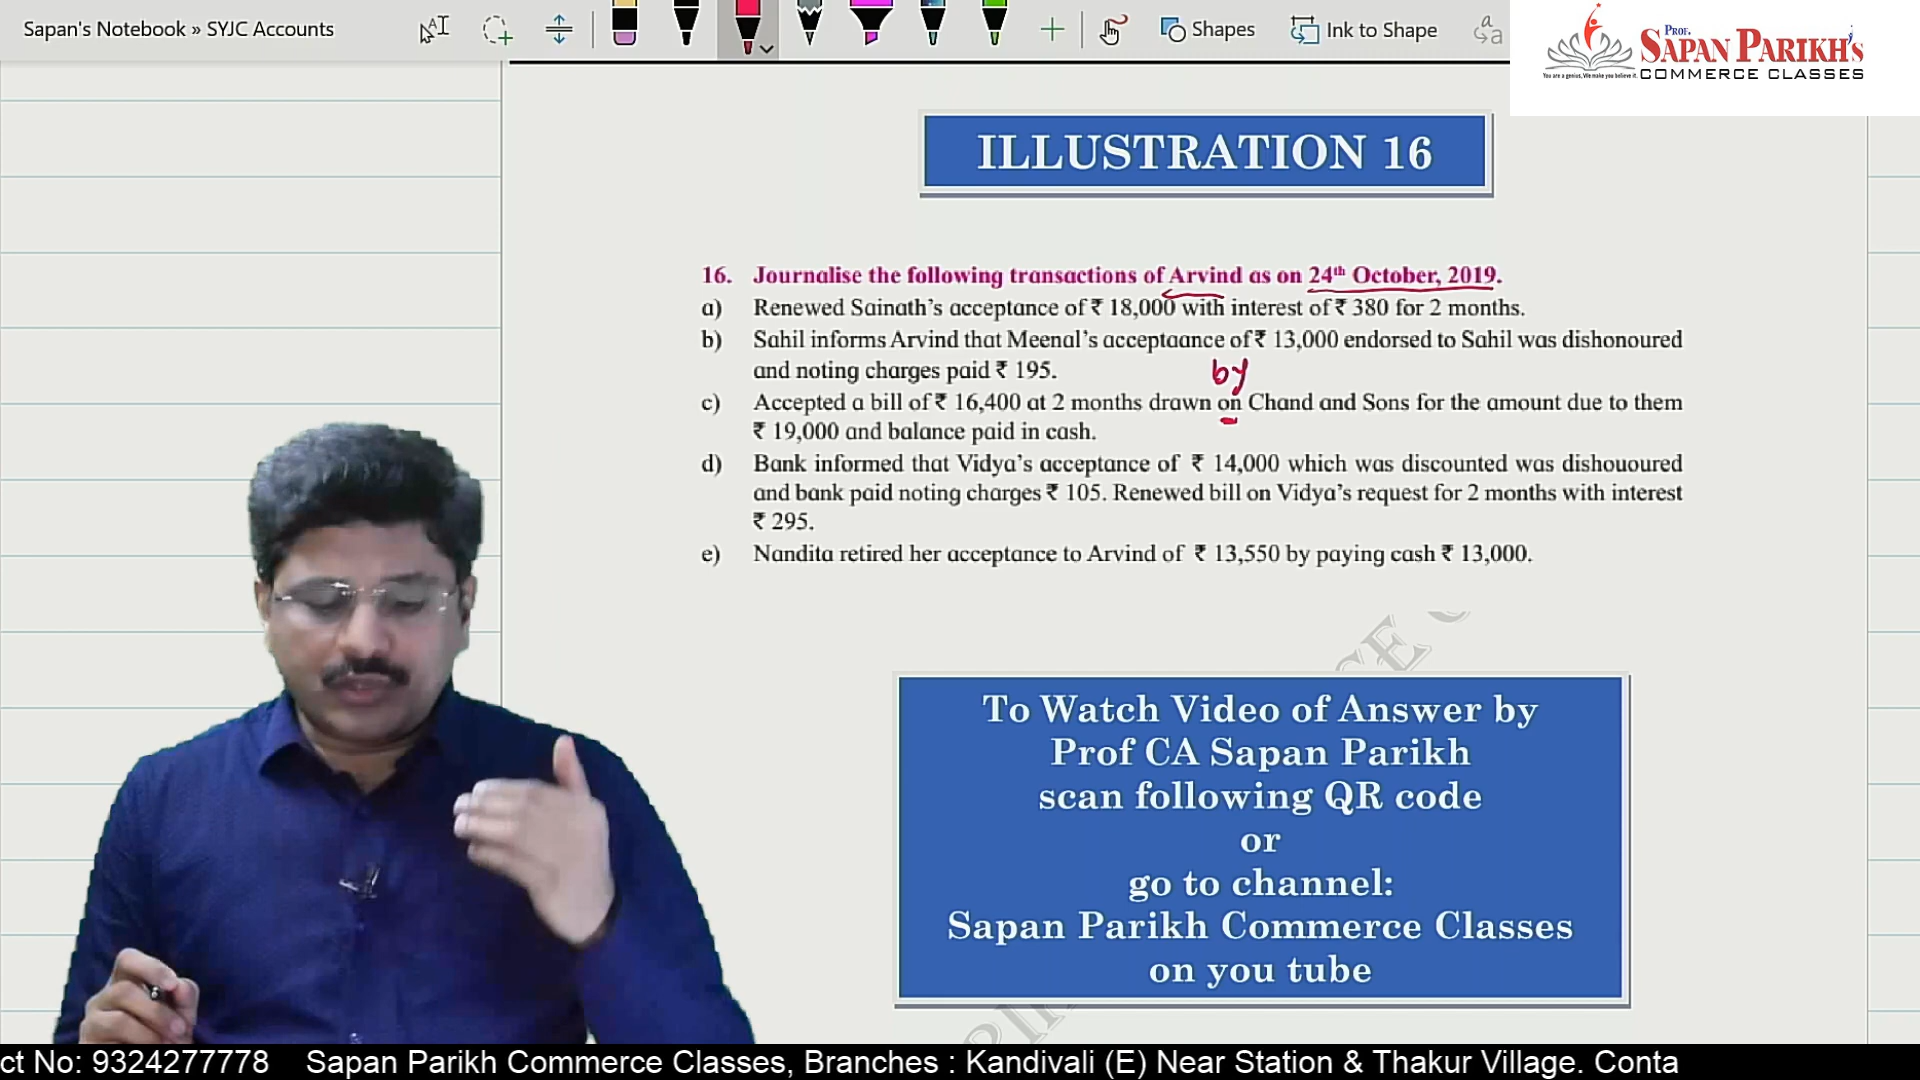 Sapan's Notebook » SYJC Accounts
Shapes
Ink to Shape
PROF.
SAPAN PARIKH's
You are a genius, We make you believe it.
COMMERCE CLASSES
ILLUSTRATION 16
16. Journalise the following transactions of Arvind as on 24th October, 2019.
a) Renewed Sainath's acceptance of ₹ 18,000 with interest of ₹ 380 for 2 months.
b) Sahil informs Arvind that Meenal's acceptaance of ₹ 13,000 endorsed to Sahil was dishonoured
and noting charges paid ₹ 195.
by
c) Accepted a bill of ₹ 16,400 at 2 months drawn on Chand and Sons for the amount due to them
₹ 19,000 and balance paid in cash.
d) Bank informed that Vidya's acceptance of ₹ 14,000 which was discounted was dishououred
and bank paid noting charges ₹ 105. Renewed bill on Vidya's request for 2 months with interest
₹ 295.
e) Nandita retired her acceptance to Arvind of ₹ 13,550 by paying cash ₹ 13,000.
To Watch Video of Answer by
Prof CA Sapan Parikh
scan following QR code
or
go to channel:
Sapan Parikh Commerce Classes
on you tube
ct No: 9324277778 Sapan Parikh Commerce Classes, Branches : Kandivali (E) Near Station & Thakur Village. Conta